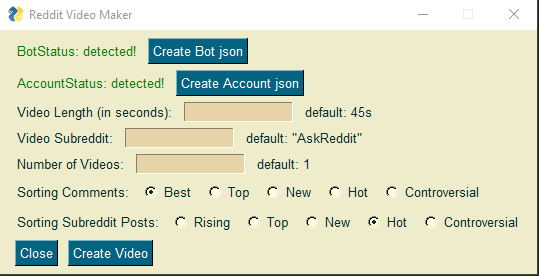 Reddit Video Maker
BotStatus: detected! Create Bot json
AccountStatus: detected! Create Account json
Video Length (in seconds): default: 45s
Video Subreddit: default: "AskReddit"
Number of Videos: default: 1
Sorting Comments: Best Top New Hot Controversial
Sorting Subreddit Posts: Rising Top New Hot Controversial
Close Create Video